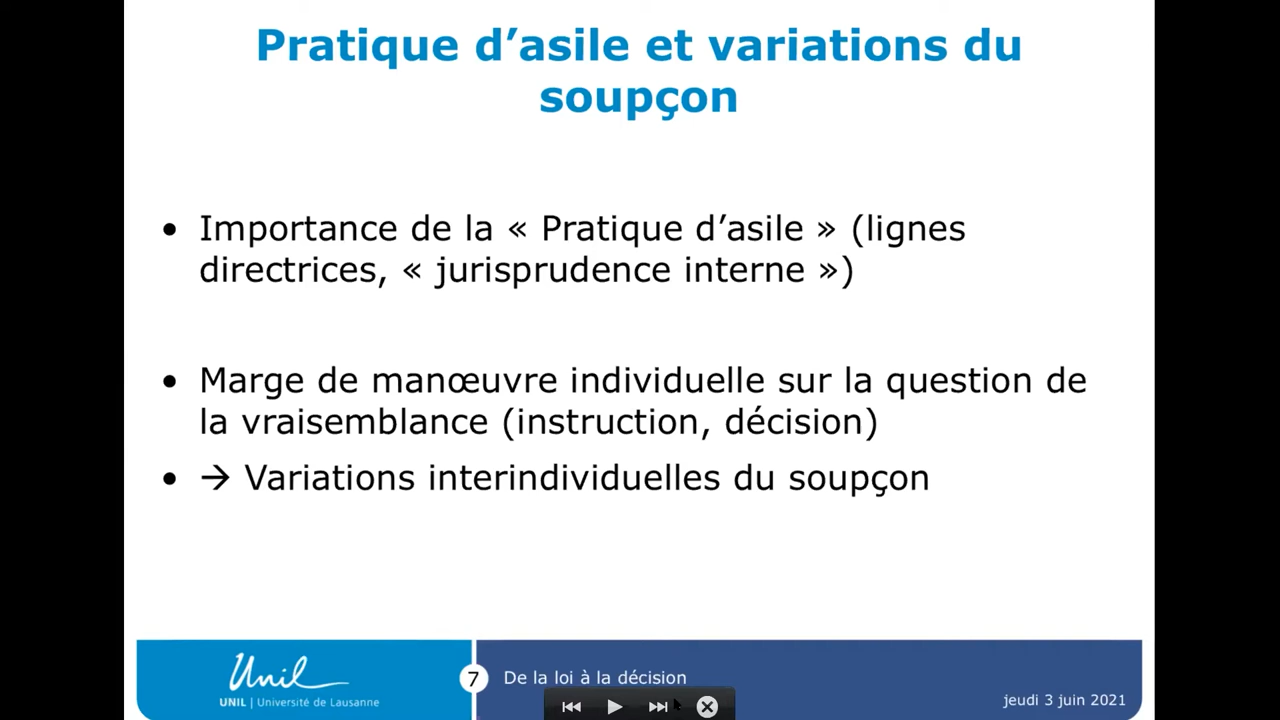 Pratique d’asile et variations du
soupçon
• Importance de la « Pratique d’asile » (lignes
directrices, « jurisprudence interne »)
• Marge de manœuvre individuelle sur la question de
la vraisemblance (instruction, décision)
• → Variations interindividuelles du soupçon
Unil
UNIL | Université de Lausanne
7
De la loi à la décision
jeudi 3 juin 2021